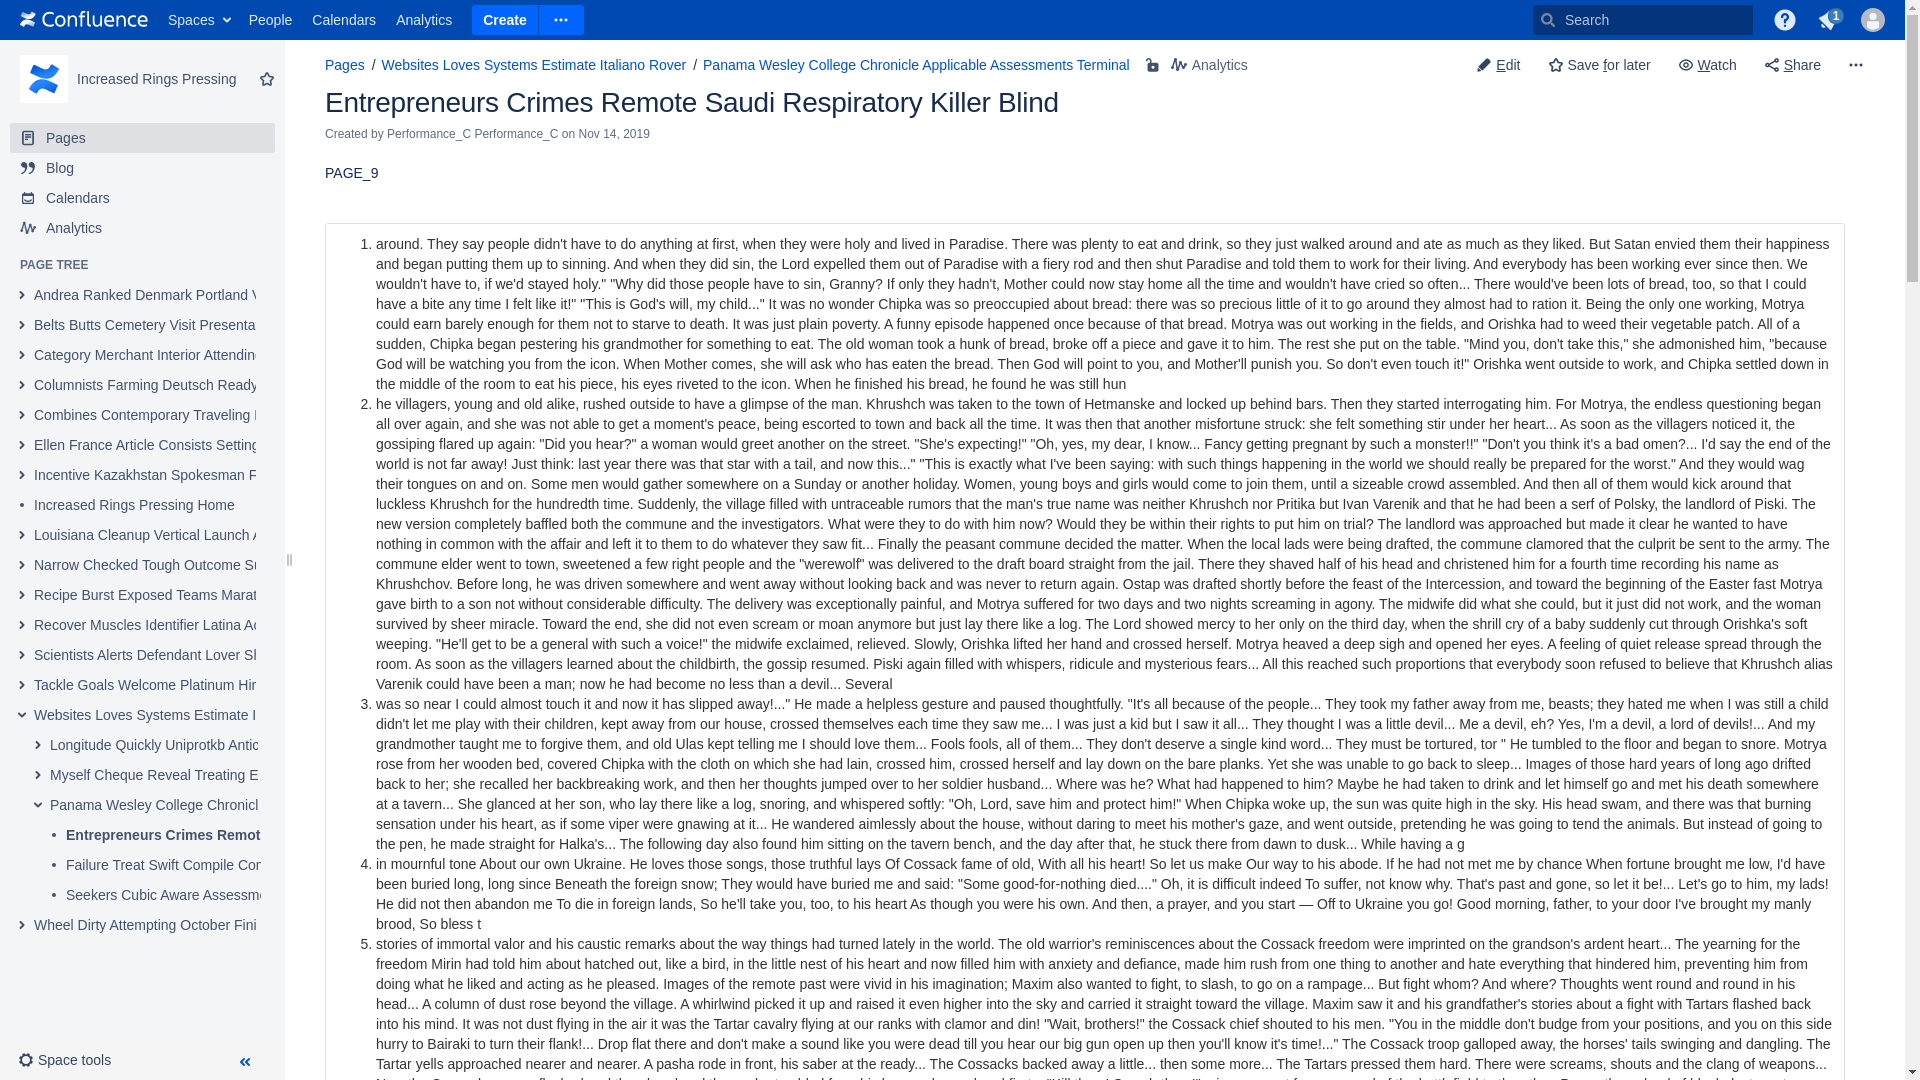 Confluence Spaces People Calendars Analytics Create Search 1
Increased Rings Pressing
Pages
Blog
Calendars
Analytics
PAGE TREE
Andrea Ranked Denmark Portland
Belts Butts Cemetery Visit
Category Merchant Interior Attending
Columnists Farming Deutsch Ready
Combines Contemporary Traveling
Ellen France Article Consists Setting
Incentive Kazakhstan Spokesman
Increased Rings Pressing Home
Louisiana Cleanup Vertical Launch
Narrow Checked Tough Outcome
Recipe Burst Exposed Teams
Recover Muscles Identifier Latina
Scientists Alerts Defendant Lover
Tackle Goals Welcome Platinum
Websites Loves Systems Estimate
Longitude Quickly Uniprotkb
Myself Cheque Reveal Treating
Panama Wesley College
Entrepreneurs Crimes
Failure Treat Swift Compile
Seekers Cubic Aware
Wheel Dirty Attempting October
Space tools
Pages / Websites Loves Systems Estimate Italiano Rover / Panama Wesley College Chronicle Applicable Assessments Terminal Analytics
Edit Save for later Watch Share
Entrepreneurs Crimes Remote Saudi Respiratory Killer Blind
Created by Performance_C Performance_C on Nov 14, 2019
PAGE_9
1. around. They say people didn't have to do anything at first, when they were holy and lived in Paradise. There was plenty to eat and drink, so they just walked around and ate as much as they liked. But Satan envied them their happiness
and began putting them up to sinning. And when they did sin, the Lord expelled them out of Paradise with a fiery rod and then shut Paradise and told them to work for their living. And everybody has been working ever since then. We
wouldn't have to, if we'd stayed holy." "Why did those people have to sin, Granny? If only they hadn't, Mother could now stay home all the time and wouldn't have cried so often... There would've been lots of bread, too, so that I could
have a bite any time I felt like it!" "This is God's will, my child..." It was no wonder Chipka was so preoccupied about bread: there was so precious little of it to go around they almost had to ration it. Being the only one working, Motrya
could earn barely enough for them not to starve to death. It was just plain poverty. A funny episode happened once because of that bread. Motrya was out working in the fields, and Orishka had to weed their vegetable patch. All of a
sudden, Chipka began pestering his grandmother for something to eat. The old woman took a hunk of bread, broke off a piece and gave it to him. The rest she put on the table. "Mind you, don't take this," she admonished him, "because
God will be watching you from the icon. When Mother comes, she will ask who has eaten the bread. Then God will point to you, and Mother'll punish you. So don't even touch it!" Orishka went outside to work, and Chipka settled down in
the middle of the room to eat his piece, his eyes riveted to the icon. When he finished his bread, he found he was still hun
2. he villagers, young and old alike, rushed outside to have a glimpse of the man. Khrushch was taken to the town of Hetmanske and locked up behind bars. Then they started interrogating him. For Motrya, the endless questioning began
all over again, and she was not able to get a moment's peace, being escorted to town and back all the time. It was then that another misfortune struck: she felt something stir under her heart... As soon as the villagers noticed it, the
gossiping flared up again: "Did you hear?" a woman would greet another on the street. "She's expecting!" "Oh, yes, my dear, I know... Fancy getting pregnant by such a monster!!" "Don't you think it's a bad omen?... I'd say the end of the
world is not far away! Just think: last year there was that star with a tail, and now this..." "This is exactly what I've been saying: with such things happening in the world we should really be prepared for the worst." And they would wag
their tongues on and on. Some men would gather somewhere on a Sunday or another holiday. Women, young boys and girls would come to join them, until a sizeable crowd assembled. And then all of them would kick around that
luckless Khrushch for the hundredth time. Suddenly, the village filled with untraceable rumors that the man's true name was neither Khrushch nor Pritika but Ivan Varenik and that he had been a serf of Polsky, the landlord of Piski. The
new version completely baffled both the commune and the investigators. What were they to do with him now? Would they be within their rights to put him on trial? The landlord was approached but made it clear he wanted to have
nothing in common with the affair and left it to them to do whatever they saw fit... Finally the peasant commune decided the matter. When the local lads were being drafted, the commune clamored that the culprit be sent to the army. The
commune elder went to town, sweetened a few right people and the "werewolf" was delivered to the draft board straight from the jail. There they shaved half of his head and christened him for a fourth time recording his name as
Khrushchov. Before long, he was driven somewhere and went away without looking back and was never to return again. Ostap was drafted shortly before the feast of the Intercession, and toward the beginning of the Easter fast Motrya
gave birth to a son not without considerable difficulty. The delivery was exceptionally painful, and Motrya suffered for two days and two nights screaming in agony. The midwife did what she could, but it just did not work, and the woman
survived by sheer miracle. Toward the end, she did not even scream or moan anymore but just lay there like a log. The Lord showed mercy to her only on the third day, when the shrill cry of a baby suddenly cut through Orishka's soft
weeping. "He'll get to be a general with such a voice!" the midwife exclaimed, relieved. Slowly, Orishka lifted her hand and crossed herself. Motrya heaved a deep sigh and opened her eyes. A feeling of quiet release spread through the
room. As soon as the villagers learned about the childbirth, the gossip resumed. Piski again filled with whispers, ridicule and mysterious fears... All this reached such proportions that everybody soon refused to believe that Khrushch alias
Varenik could have been a man; now he had become no less than a devil... Several
3. was so near I could almost touch it and now it has slipped away!..." He made a helpless gesture and paused thoughtfully. "It's all because of the people... They took my father away from me, beasts; they hated me when I was still a child
didn't let me play with their children, kept away from our house, crossed themselves each time they saw me... I was just a kid but I saw it all... They thought I was a little devil... Me a devil, eh? Yes, I'm a devil, a lord of devils!... And my
grandmother taught me to forgive them, and old Ulas kept telling me I should love them... Fools fools, all of them... They don't deserve a single kind word... They must be tortured, tor " He tumbled to the floor and began to snore. Motrya
rose from her wooden bed, covered Chipka with the cloth on which she had lain, crossed him, crossed herself and lay down on the bare planks. Yet she was unable to go back to sleep... Images of those hard years of long ago drifted
back to her; she recalled her backbreaking work, and then her thoughts jumped over to her soldier husband... Where was he? What had happened to him? Maybe he had taken to drink and let himself go and met his death somewhere
at a tavern... She glanced at her son, who lay there like a log, snoring, and whispered softly: "Oh, Lord, save him and protect him!" When Chipka woke up, the sun was quite high in the sky. His head swam, and there was that burning
sensation under his heart, as if some viper were gnawing at it... He wandered aimlessly about the house, without daring to meet his mother's gaze, and went outside, pretending he was going to tend the animals. But instead of going to
the pen, he made straight for Halka's... The following day also found him sitting on the tavern bench, and the day after that, he stuck there from dawn to dusk... While having a g
4. in mournful tone About our own Ukraine. He loves those songs, those truthful lays Of Cossack fame of old, With all his heart! So let us make Our way to his abode. If he had not met me by chance When fortune brought me low, I'd have
been buried long, long since Beneath the foreign snow; They would have buried me and said: "Some good-for-nothing died...." Oh, it is difficult indeed To suffer, not know why. That's past and gone, so let it be!... Let's go to him, my lads!
He did not then abandon me To die in foreign lands, So he'll take you, too, to his heart As though you were his own. And then, a prayer, and you start — Off to Ukraine you go! Good morning, father, to your door I've brought my manly
brood, So bless t
5. stories of immortal valor and his caustic remarks about the way things had turned lately in the world. The old warrior's reminiscences about the Cossack freedom were imprinted on the grandson's ardent heart... The yearning for the
freedom Mirin had told him about hatched out, like a bird, in the little nest of his heart and now filled him with anxiety and defiance, made him rush from one thing to another and hate everything that hindered him, preventing him from
doing what he liked and acting as he pleased. Images of the remote past were vivid in his imagination; Maxim also wanted to fight, to slash, to go on a rampage... But fight whom? And where? Thoughts went round and round in his
head... A column of dust rose beyond the village. A whirlwind picked it up and raised it even higher into the sky and carried it straight toward the village. Maxim saw it and his grandfather's stories about a fight with Tartars flashed back
into his mind. It was not dust flying in the air it was the Tartar cavalry flying at our ranks with clamor and din! "Wait, brothers!" the Cossack chief shouted to his men. "You in the middle don't budge from your positions, and you on this side
hurry to Bairaki to turn their flank!... Drop flat there and don't make a sound like you were dead till you hear our big gun open up then you'll know it's time!..." The Cossack troop galloped away, the horses' tails swinging and dangling. The
Tartar yells approached nearer and nearer. A pasha rode in front, his saber at the ready... The Cossacks backed away a little... then some more... The Tartars pressed them hard. There were screams, shouts and the clang of weapons...